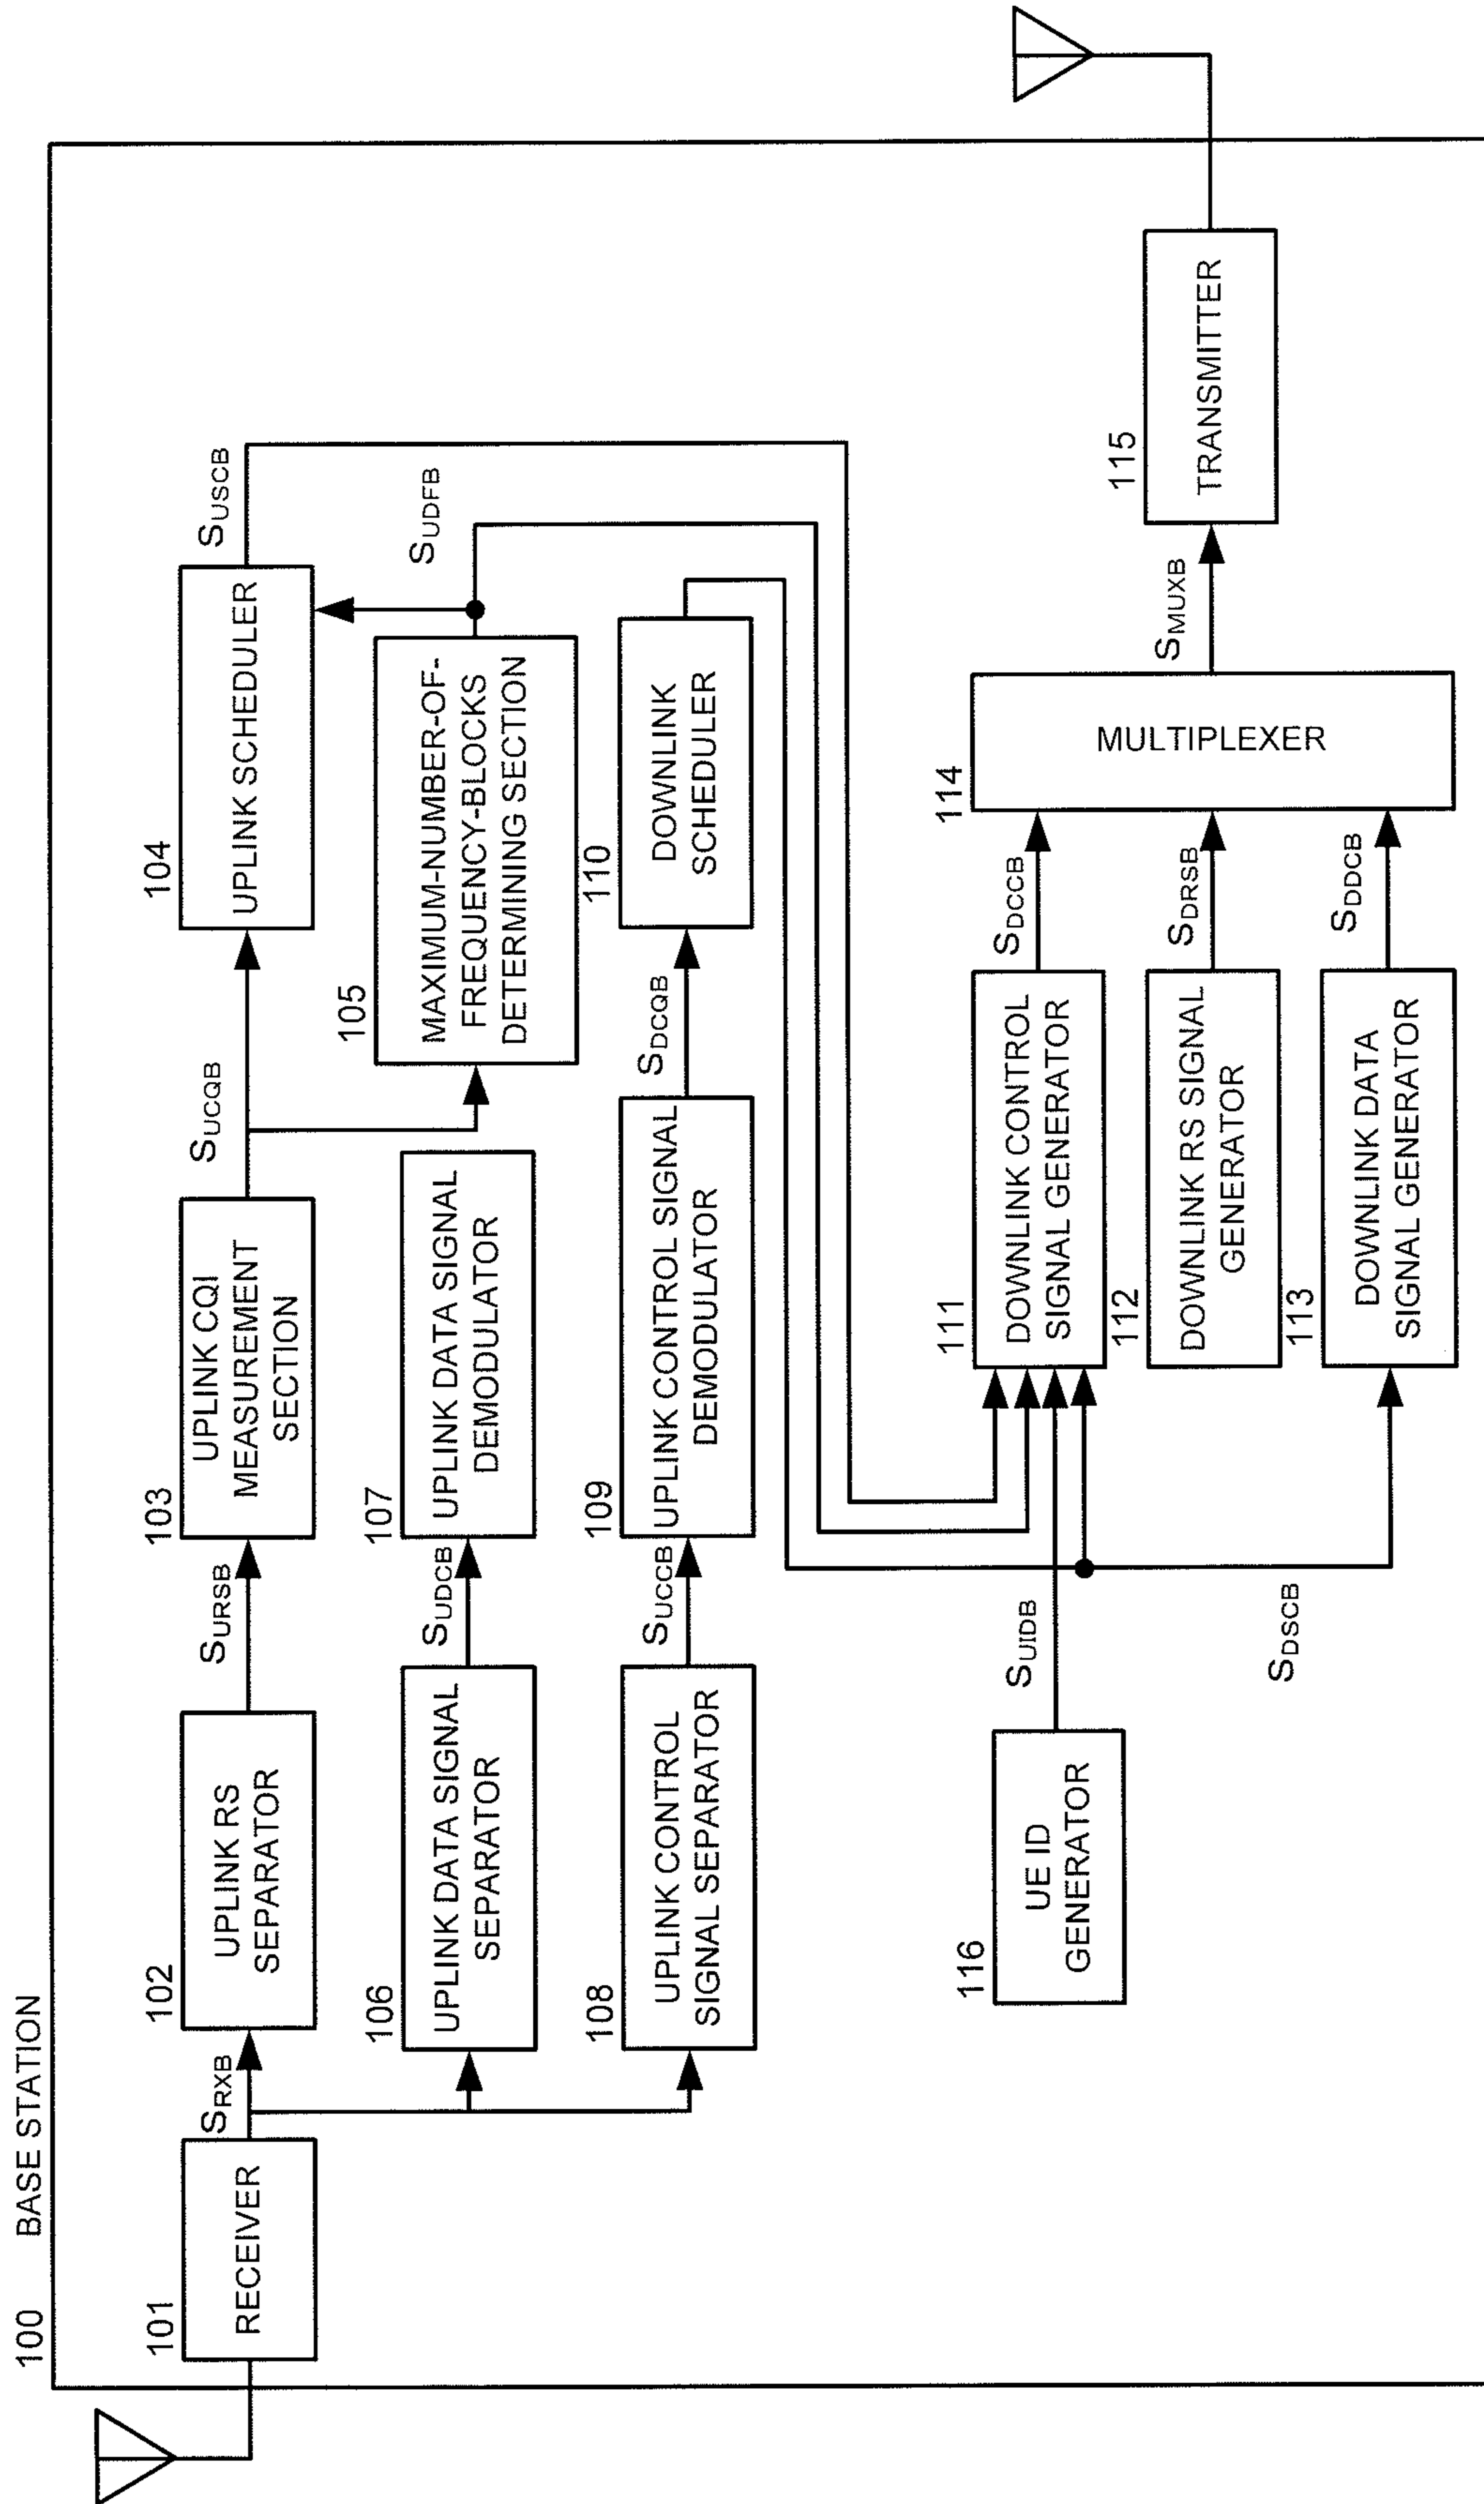 100 BASE STATION
101
RECEIVER
SRXB
102
UPLINK RS
SEPARATOR
SURSB
103
UPLINK CQI
MEASUREMENT
SECTION
SUCQB
104
UPLINK SCHEDULER
SUSCB
105
MAXIMUM-NUMBER-OF-
FREQUENCY-BLOCKS
DETERMINING SECTION
SUDFB
106
UPLINK DATA SIGNAL
SEPARATOR
SUDCB
107
UPLINK DATA SIGNAL
DEMODULATOR
108
UPLINK CONTROL
SIGNAL SEPARATOR
SUCCB
109
UPLINK CONTROL SIGNAL
DEMODULATOR
SDCQB
110
DOWNLINK
SCHEDULER
116
UE ID
GENERATOR
SUIDB
SDSCB
111
DOWNLINK CONTROL
SIGNAL GENERATOR
SDCCB
112
DOWNLINK RS SIGNAL
GENERATOR
SDRSB
113
DOWNLINK DATA
SIGNAL GENERATOR
SDDCB
114
MULTIPLEXER
SMUXB
115
TRANSMITTER